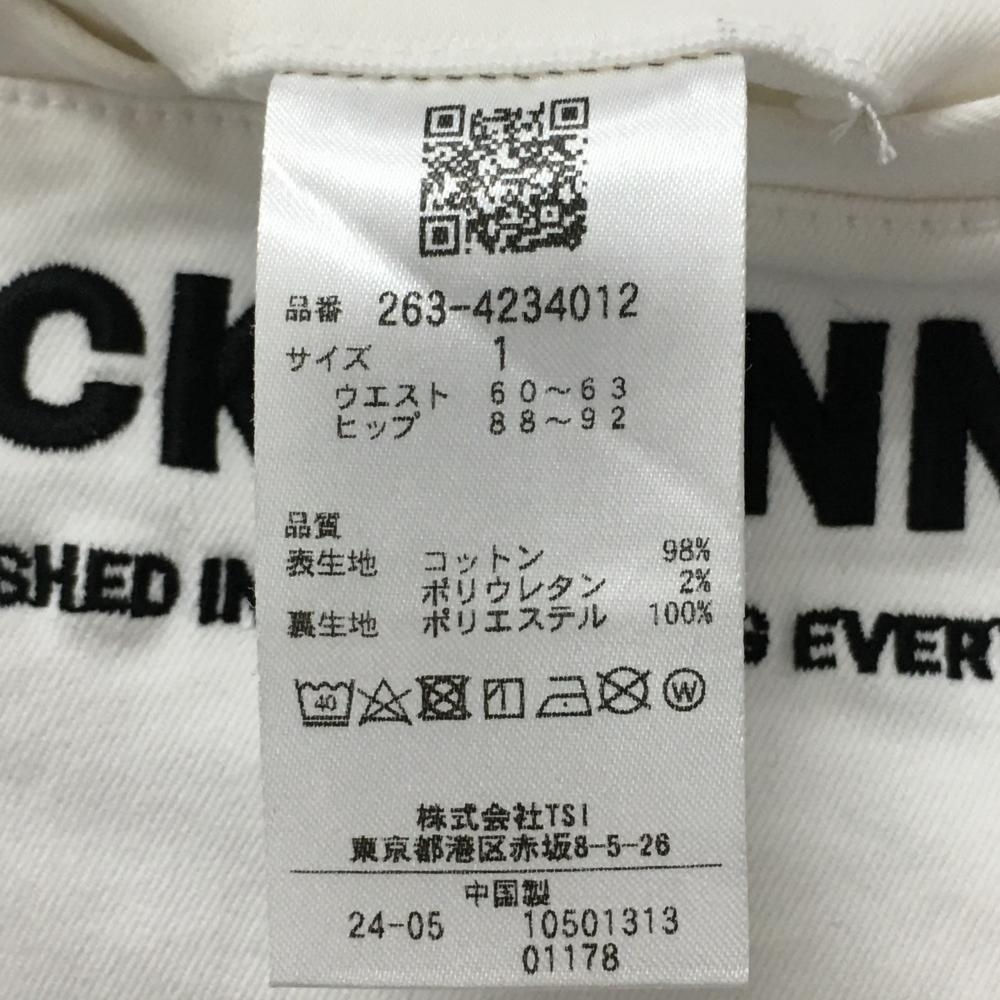 品番 263-4234012
サイズ 1
ウエスト 60～63
ヒップ 88～92
品質
表生地 コットン 98%
ポリウレタン 2%
裏生地 ポリエステル 100%
40
W
株式会社TSI
東京都港区赤坂8-5-26
中国製
24-05 10501313
01178
CK NN
SHED IN G EVERY